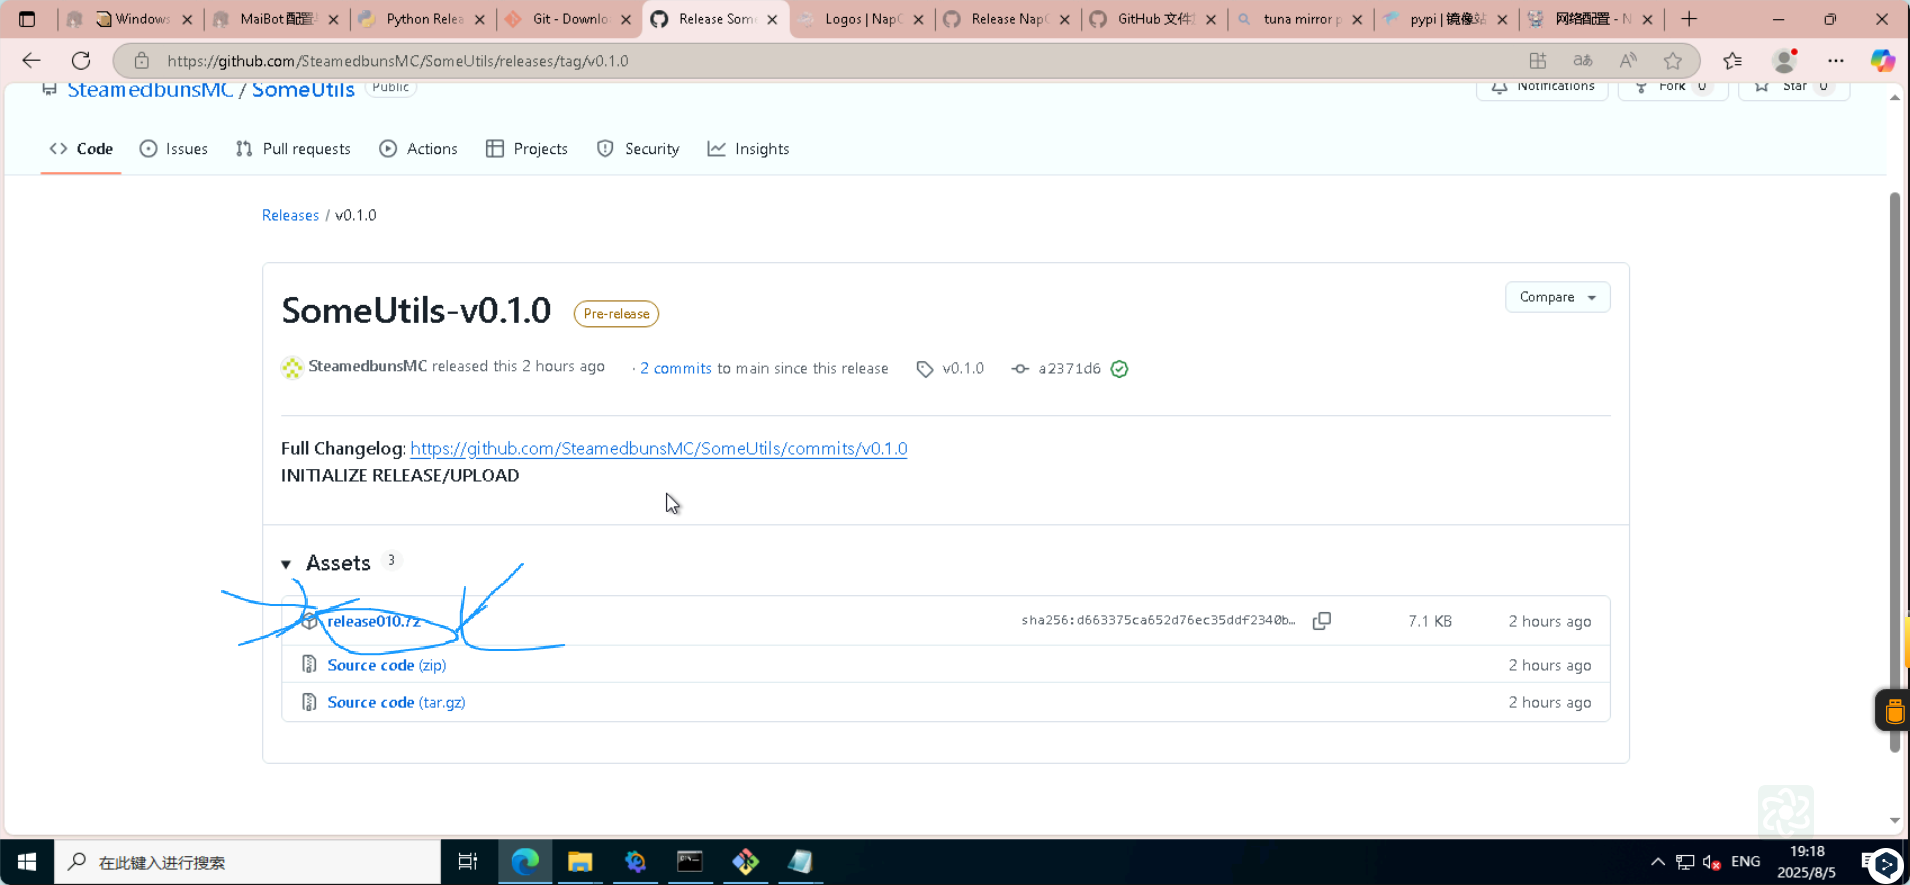 Windows
MaiBot 配置
Python Relea
Git - Downlo
Release Som
Logos | NapC
Release Nap
GitHub 文件
tuna mirror p
pypi | 镜像站
网络配置 - N
https://github.com/SteamedbunsMC/SomeUtils/releases/tag/v0.1.0
SteamedbunsMC / SomeUtils Public
Notifications Fork 0 Star 0
Code Issues Pull requests Actions Projects Security Insights
Releases / v0.1.0
SomeUtils-v0.1.0 Pre-release
Compare
SteamedbunsMC released this 2 hours ago · 2 commits to main since this release v0.1.0 a2371d6
Full Changelog: https://github.com/SteamedbunsMC/SomeUtils/commits/v0.1.0
INITIALIZE RELEASE/UPLOAD
Assets 3
release010.7z sha256:d663375ca652d76ec35ddf2340b… 7.1 KB 2 hours ago
Source code (zip) 2 hours ago
Source code (tar.gz) 2 hours ago
在此键入进行搜索
ENG
19:18
2025/8/5